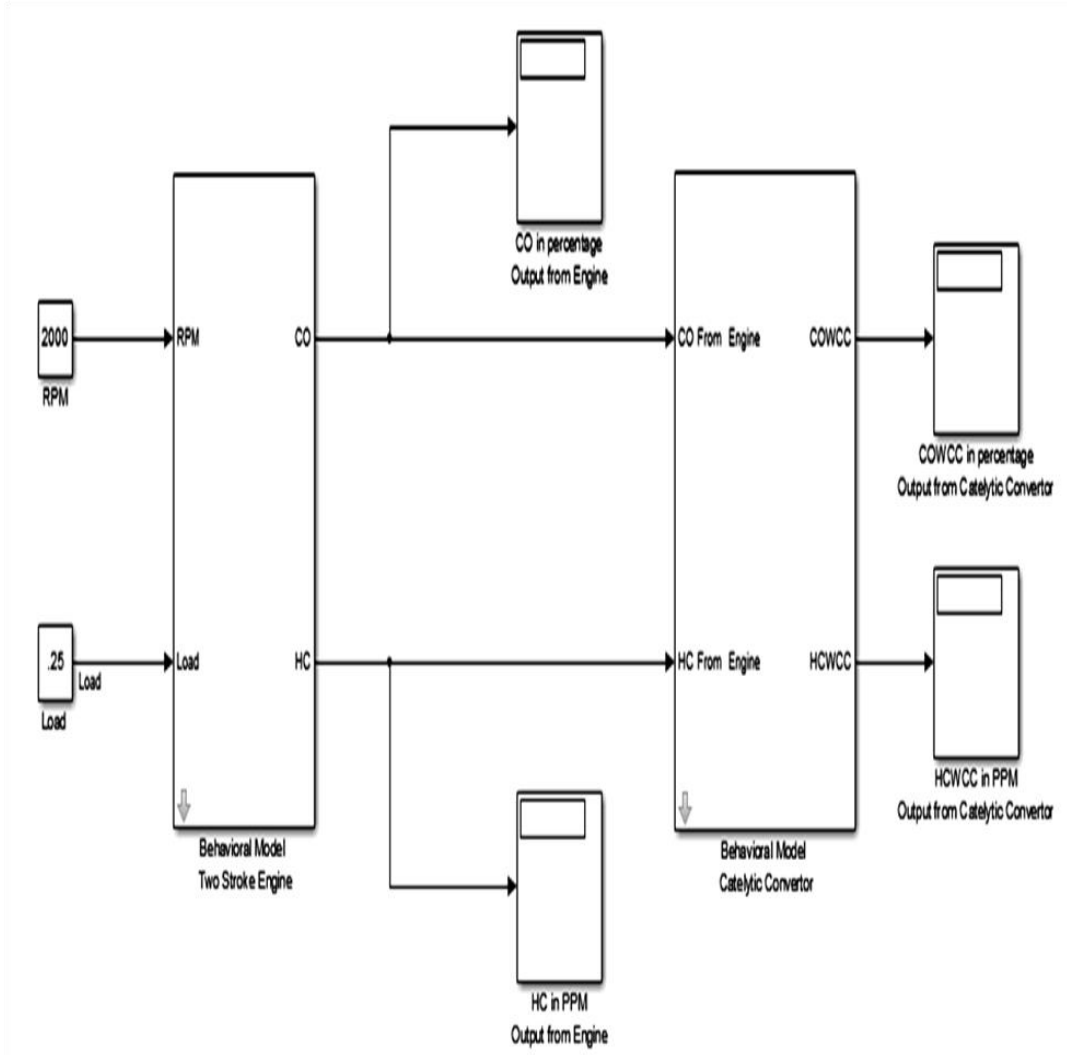 CO in percentage
Output from Engine
2000
RPM
RPM
CO
CO From Engine
COWCC
COWCC in percentage
Output from Catelytic Convertor
.25
Load
Load
Load
HC
HC From Engine
HCWCC
HCWCC in PPM
Output from Catelytic Convertor
Behavioral Model
Two Stroke Engine
Behavioral Model
Catelytic Convertor
HC in PPM
Output from Engine